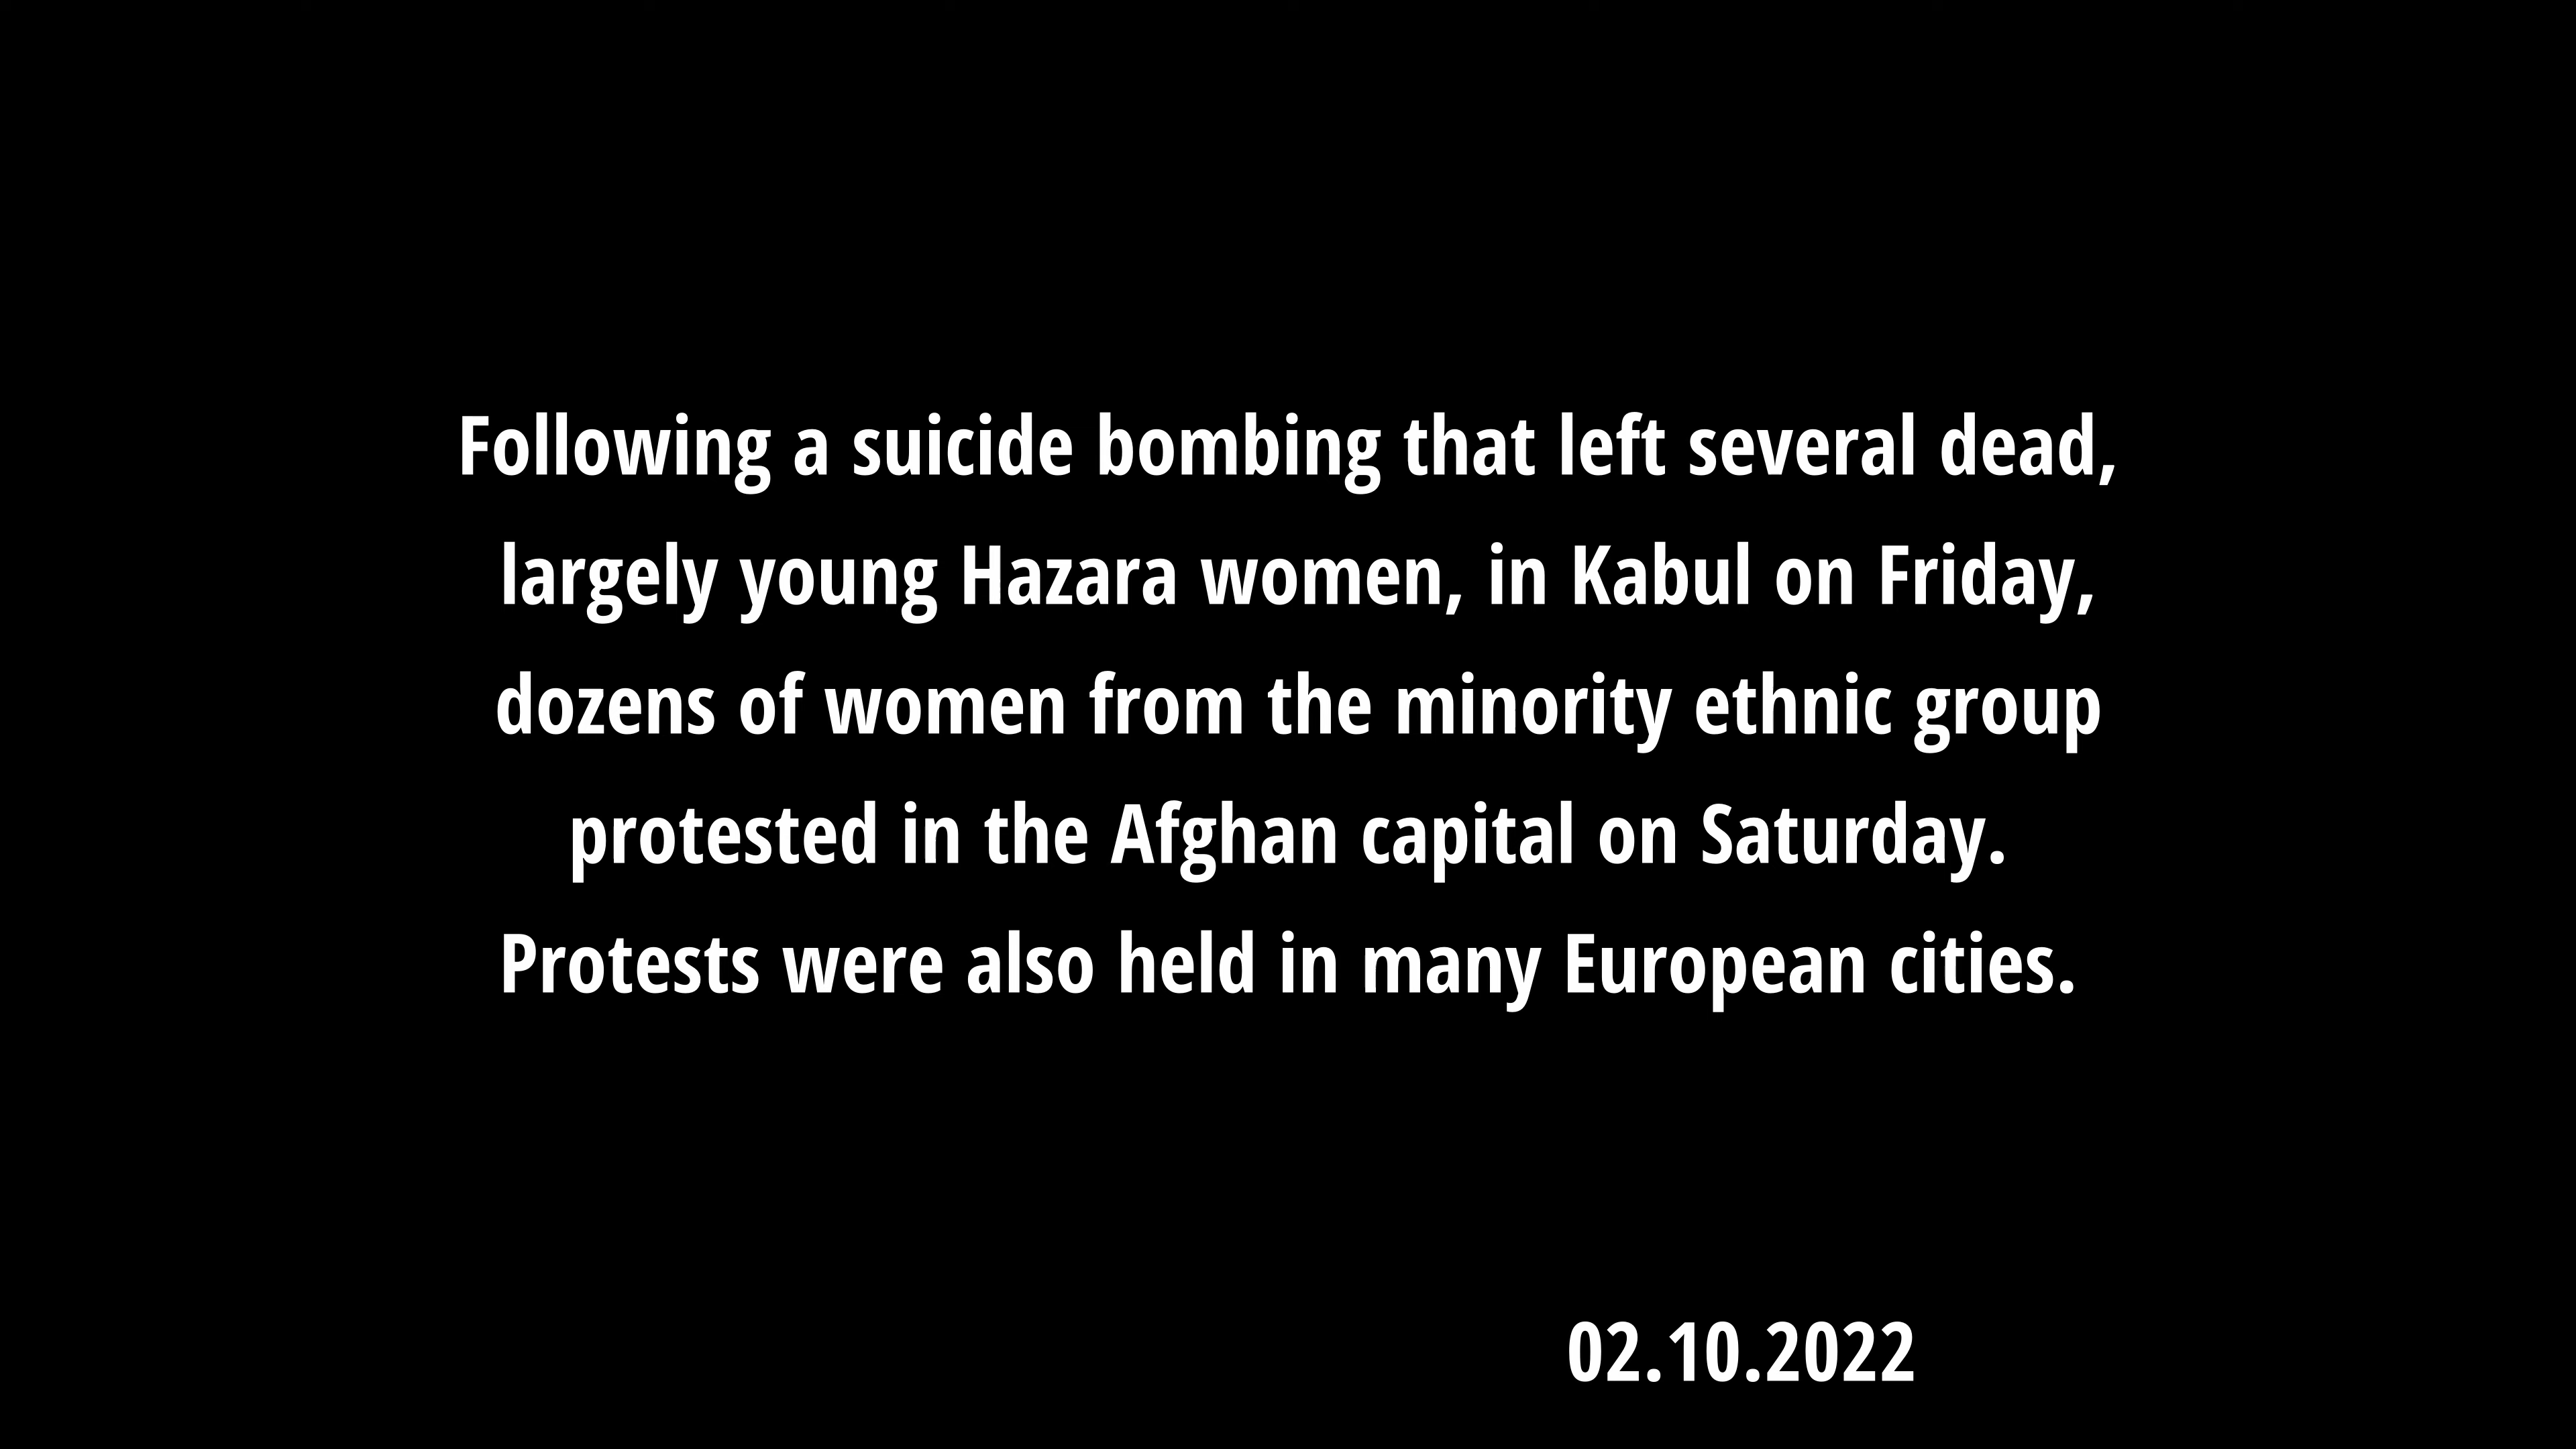 Following a suicide bombing that left several dead,
largely young Hazara women, in Kabul on Friday,
dozens of women from the minority ethnic group
protested in the Afghan capital on Saturday.
Protests were also held in many European cities.
02.10.2022